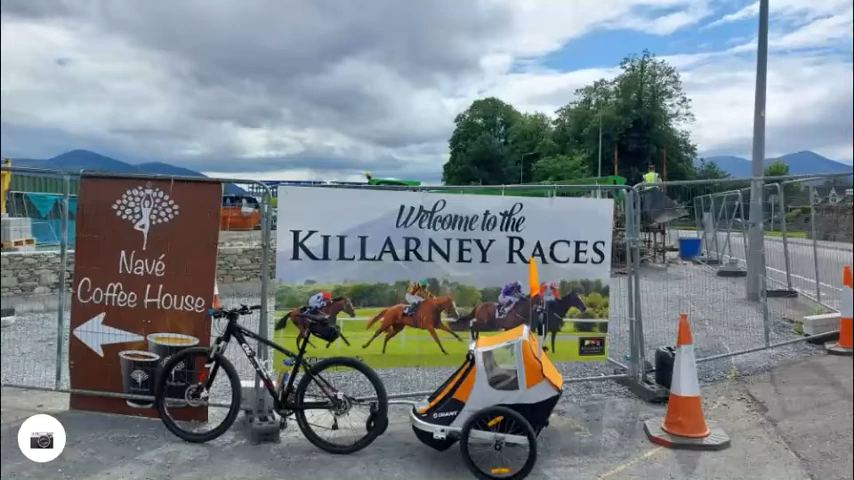 Navé
Coffee House
Welcome to the
KILLARNEY RACES
GIANT